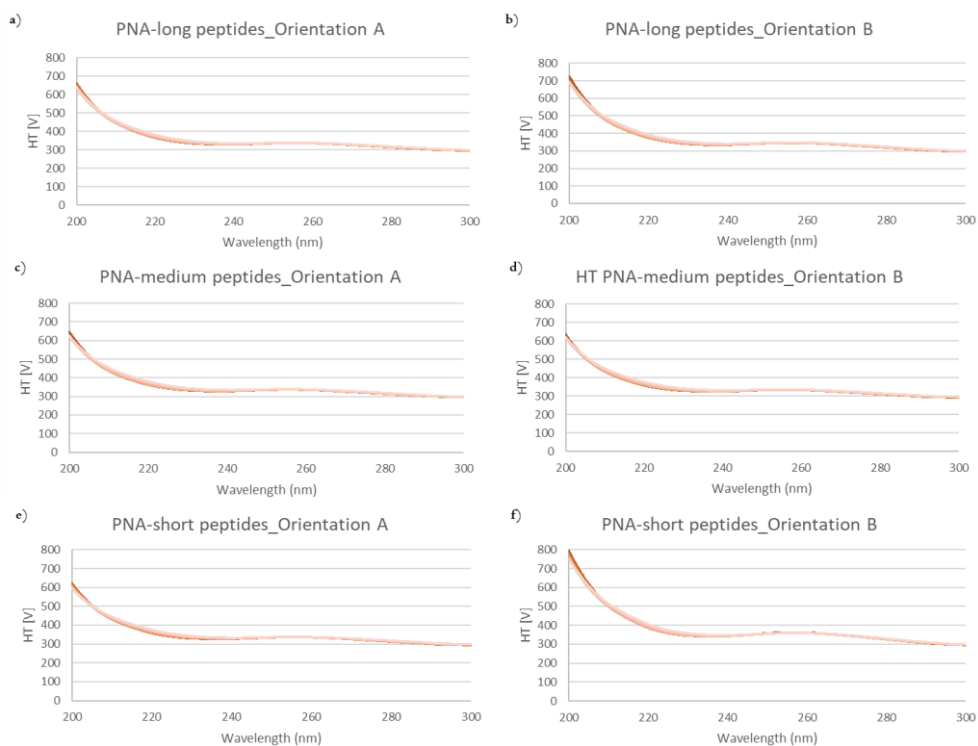 a)
PNA-long peptides_Orientation A
800
700
600
500
400
300
200
100
0
HT [V]
200 220 240 260 280 300
Wavelength (nm)
b)
PNA-long peptides_Orientation B
800
700
600
500
400
300
200
100
0
HT [V]
200 220 240 260 280 300
Wavelength (nm)
c)
PNA-medium peptides_Orientation A
800
700
600
500
400
300
200
100
0
HT [V]
200 220 240 260 280 300
Wavelength (nm)
d)
HT PNA-medium peptides_Orientation B
800
700
600
500
400
300
200
100
0
HT [V]
200 220 240 260 280 300
Wavelength (nm)
e)
PNA-short peptides_Orientation A
800
700
600
500
400
300
200
100
0
HT [V]
200 220 240 260 280 300
Wavelength (nm)
f)
PNA-short peptides_Orientation B
800
700
600
500
400
300
200
100
0
HT [V]
200 220 240 260 280 300
Wavelength (nm)